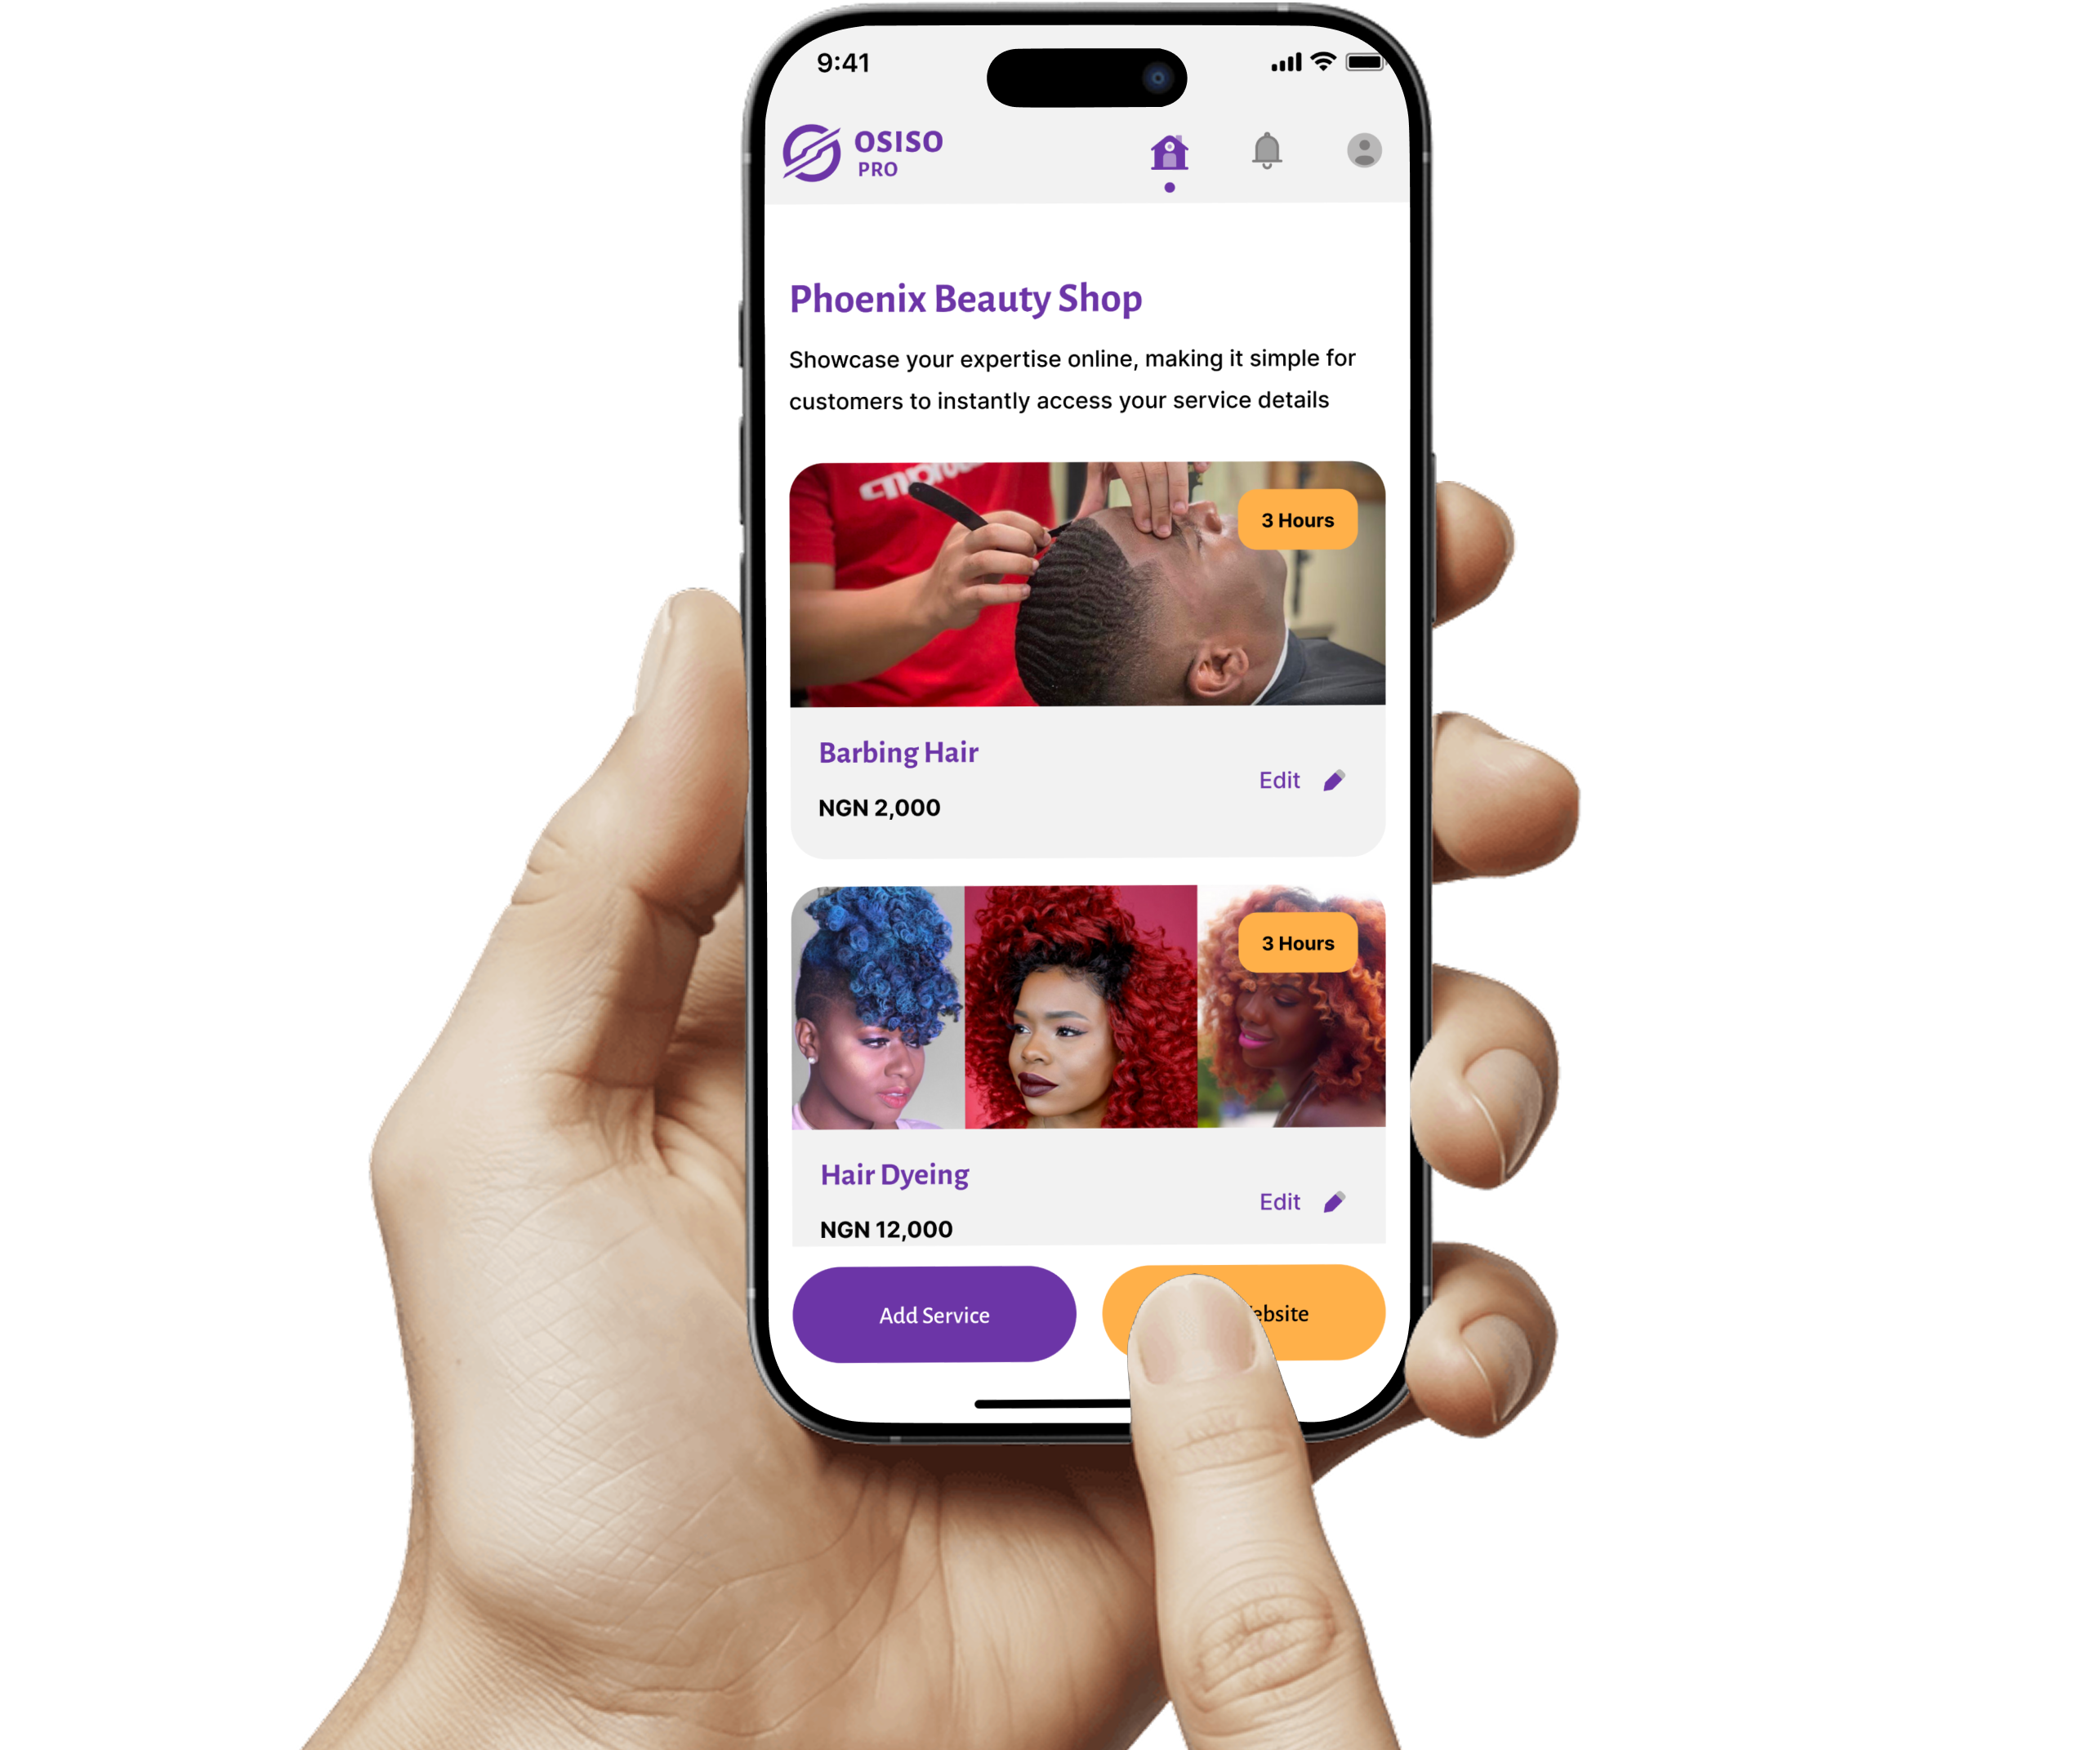 9:41
OSISO
PRO
Phoenix Beauty Shop
Showcase your expertise online, making it simple for
customers to instantly access your service details
3 Hours
Barbing Hair
Edit
NGN 2,000
3 Hours
Hair Dyeing
Edit
NGN 12,000
Add Service